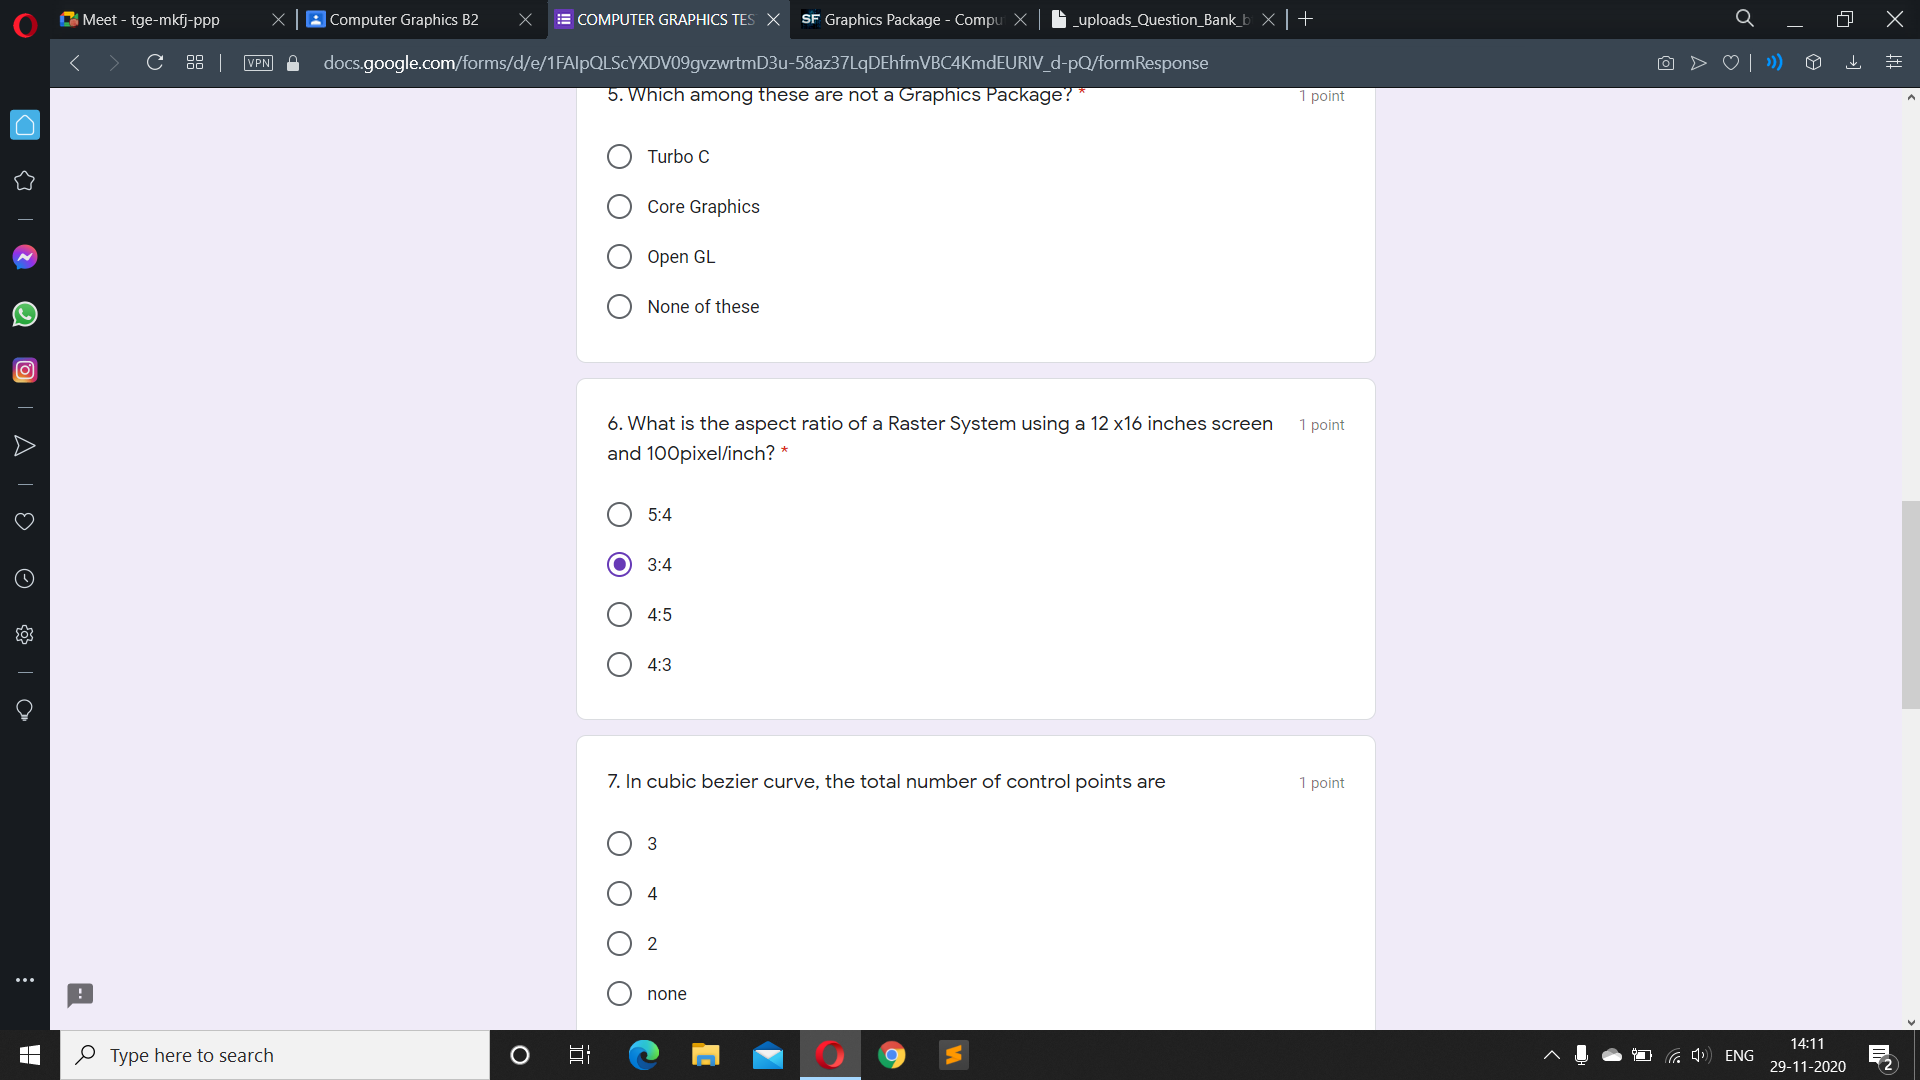 Meet - tge-mkfj-ppp
Computer Graphics B2
COMPUTER GRAPHICS TES
SF Graphics Package - Compu
_uploads_Question_Bank_b
VPN
docs.google.com/forms/d/e/1FAIpQLScYXDV09gvzwrtmD3u-58az37LqDEhfmVBC4KmdEURIV_d-pQ/formResponse
5. Which among these are not a Graphics Package? *
1 point
Turbo C
Core Graphics
Open GL
None of these
6. What is the aspect ratio of a Raster System using a 12 x16 inches screen
and 100pixel/inch? *
1 point
5:4
3:4
4:5
4:3
7. In cubic bezier curve, the total number of control points are
1 point
3
4
2
none
Type here to search
ENG
14:11
29-11-2020
2